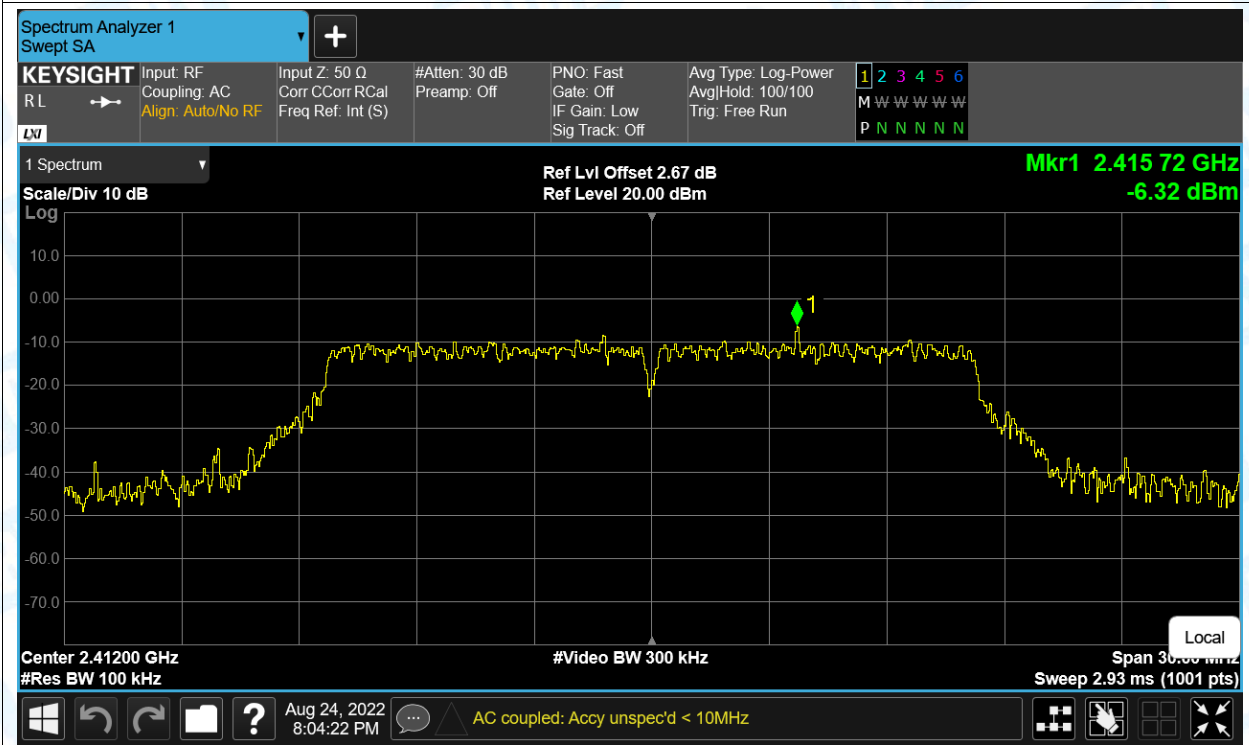 Spectrum Analyzer 1
Swept SA
KEYSIGHT
R L
LXI
Input: RF
Coupling: AC
Align: Auto/No RF
Input Z: 50 Ω
Corr CCorr RCal
Freq Ref: Int (S)
#Atten: 30 dB
Preamp: Off
PNO: Fast
Gate: Off
IF Gain: Low
Sig Track: Off
Avg Type: Log-Power
Avg|Hold: 100/100
Trig: Free Run
1 2 3 4 5 6
M W W W W W
P N N N N N
1 Spectrum
Scale/Div 10 dB
Log
Ref Lvl Offset 2.67 dB
Ref Level 20.00 dBm
Mkr1 2.415 72 GHz
-6.32 dBm
10.0
0.00
-10.0
-20.0
-30.0
-40.0
-50.0
-60.0
-70.0
1
Local
Center 2.41200 GHz
#Res BW 100 kHz
#Video BW 300 kHz
Span 30.00 MHz
Sweep 2.93 ms (1001 pts)
?
Aug 24, 2022
8:04:22 PM
AC coupled: Accy unspec'd < 10MHz